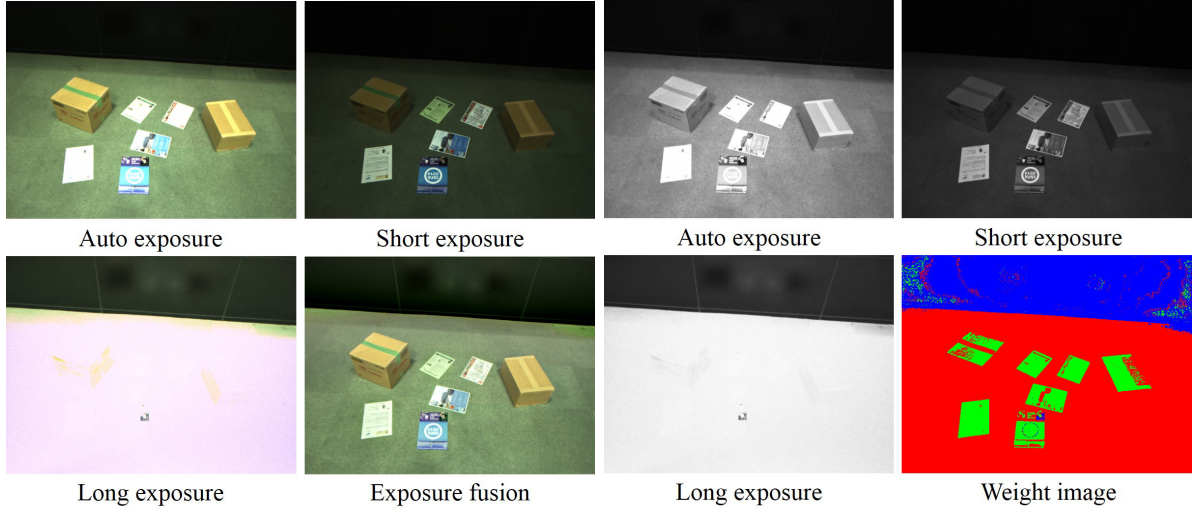 Auto exposure
Short exposure
Auto exposure
Short exposure
Long exposure
Exposure fusion
Long exposure
Weight image